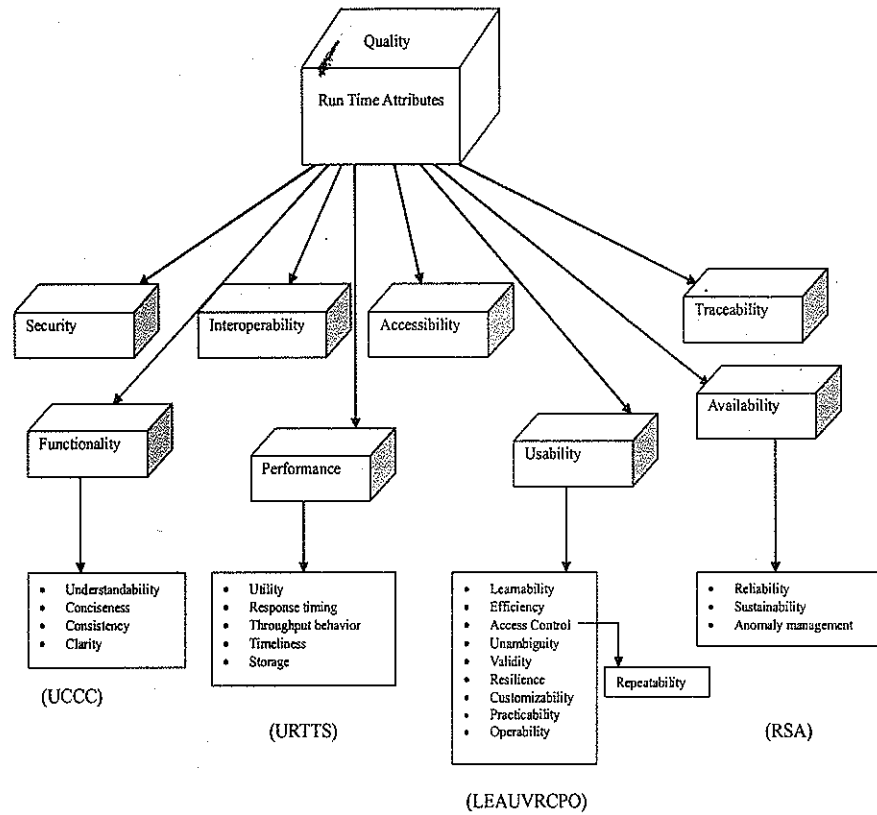 Quality
Run Time Attributes
Security
Interoperability
Accessibility
Traceability
Functionality
Performance
Usability
Availability
• Understandability
• Conciseness
• Consistency
• Clarity
(UCCC)
• Utility
• Response timing
• Throughput behavior
• Timeliness
• Storage
(URTTS)
• Learnability
• Efficiency
• Access Control
• Unambiguity
• Validity
• Resilience
• Customizability
• Practicability
• Operability
Repeatability
(LEAUVRCPO)
• Reliability
• Sustainability
• Anomaly management
(RSA)